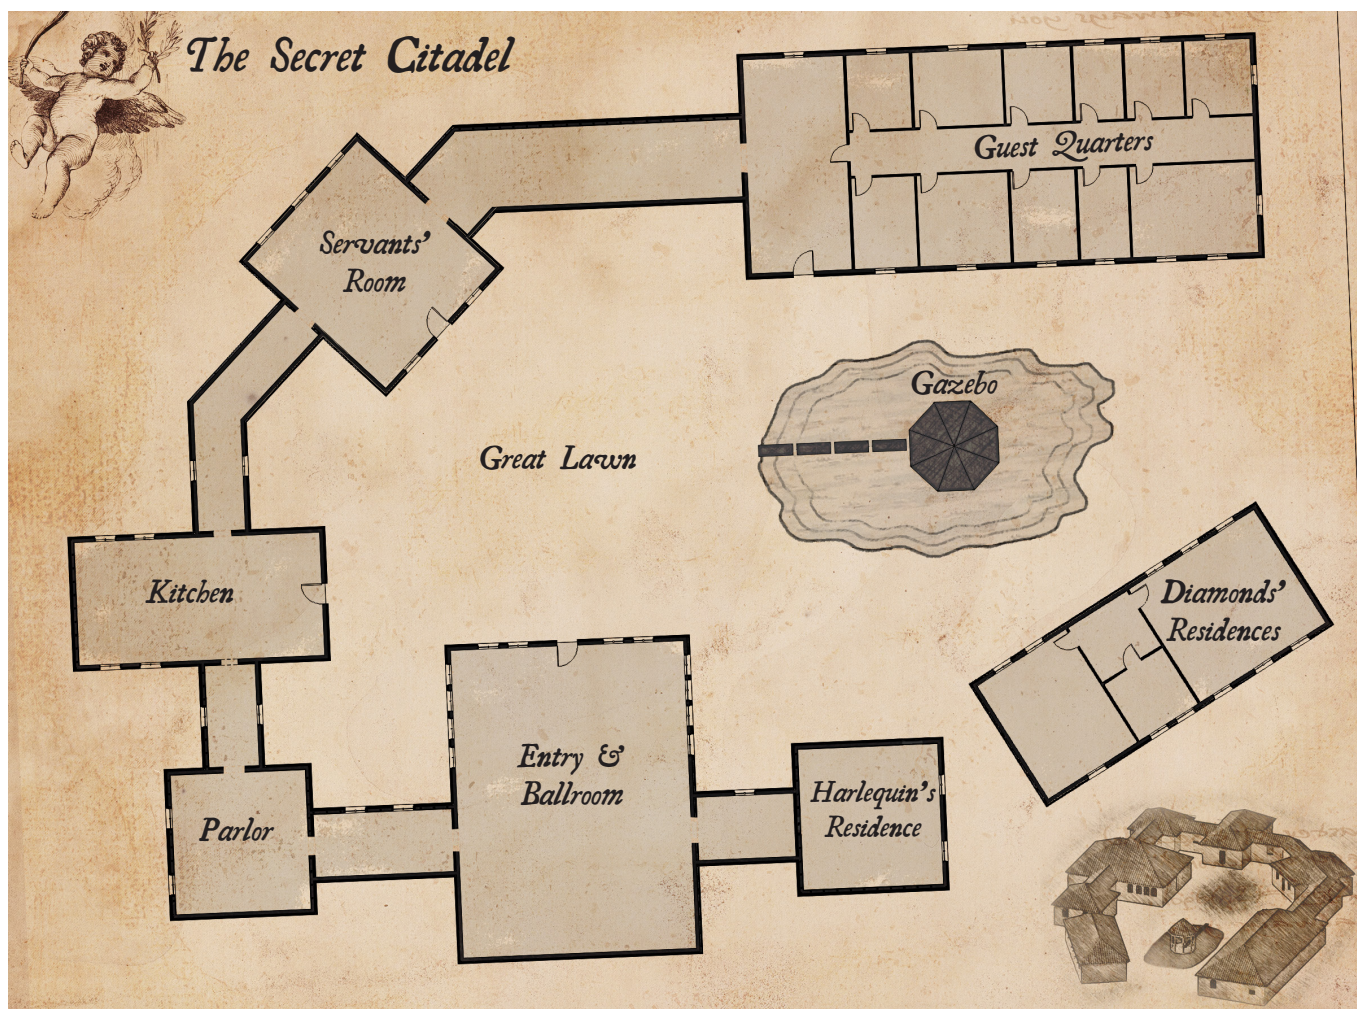 The Secret Citadel
Guest Quarters
Servants'
Room
Gazebo
Great Lawn
Kitchen
Diamonds'
Residences
Entry &
Ballroom
Harlequin's
Residence
Parlor